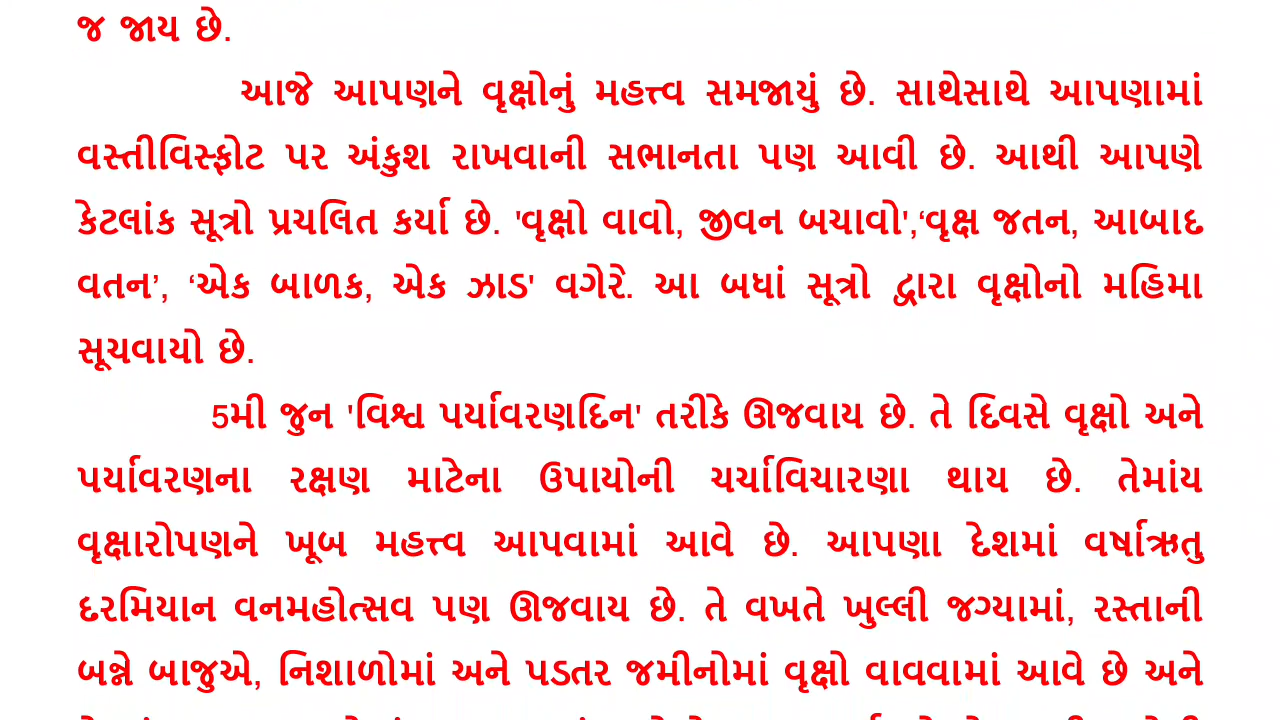 જ જાય છે.
આજે આપણને વૃક્ષોનું મહત્ત્વ સમજાયું છે. સાથેસાથે આપણામાં
વસ્તીવિસ્ફોટ પર અંકુશ રાખવાની સભાનતા પણ આવી છે. આથી આપણે
કેટલાંક સૂત્રો પ્રચલિત કર્યા છે. 'વૃક્ષો વાવો, જીવન બચાવો',‘વૃક્ષ જતન, આબાદ
વતન’, ‘એક બાળક, એક ઝાડ' વગેરે. આ બધાં સૂત્રો દ્વારા વૃક્ષોનો મહિમા
સૂચવાયો છે.
5મી જુન 'વિશ્વ પર્યાવરણદિન' તરીકે ઊજવાય છે. તે દિવસે વૃક્ષો અને
પર્યાવરણના રક્ષણ માટેના ઉપાયોની ચર્ચાવિચારણા થાય છે. તેમાંય
વૃક્ષારોપણને ખૂબ મહત્ત્વ આપવામાં આવે છે. આપણા દેશમાં વર્ષાઋતુ
દરમિયાન વનમહોત્સવ પણ ઊજવાય છે. તે વખતે ખુલ્લી જગ્યામાં, રસ્તાની
બન્ને બાજુએ, નિશાળોમાં અને પડતર જમીનોમાં વૃક્ષો વાવવામાં આવે છે અને